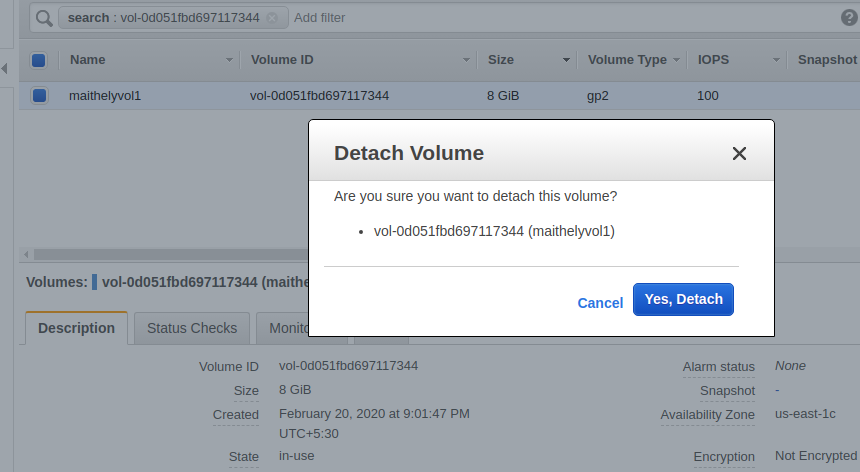 search : vol-0d051fbd697117344 Add filter
Name Volume ID Size Volume Type IOPS Snapshot
maithelyvol1 vol-0d051fbd697117344 8 GiB gp2 100
Detach Volume
Are you sure you want to detach this volume?
• vol-0d051fbd697117344 (maithelyvol1)
Cancel Yes, Detach
Volumes: vol-0d051fbd697117344 (maithe
Description Status Checks Monito
Volume ID vol-0d051fbd697117344 Alarm status None
Size 8 GiB Snapshot -
Created February 20, 2020 at 9:01:47 PM Availability Zone us-east-1c
UTC+5:30
State in-use Encryption Not Encrypted